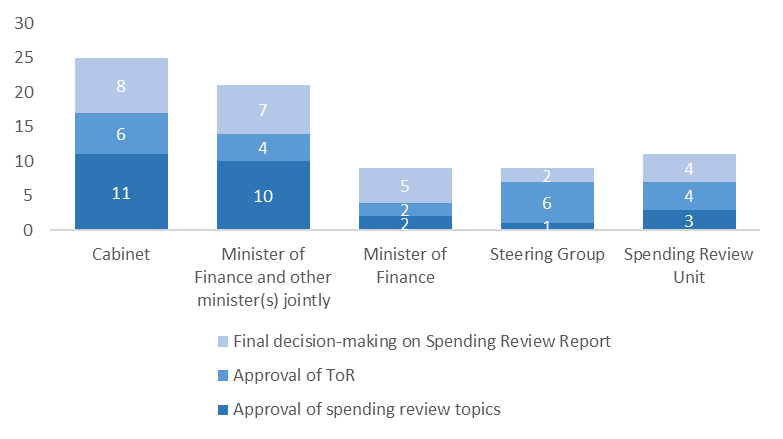 30
25
20
15
10
5
0
8
6
11
7
4
10
5
2
2
2
6
1
4
4
3
Cabinet
Minister of
Finance and other
minister(s) jointly
Minister of
Finance
Steering Group
Spending Review
Unit
Final decision-making on Spending Review Report
Approval of ToR
Approval of spending review topics